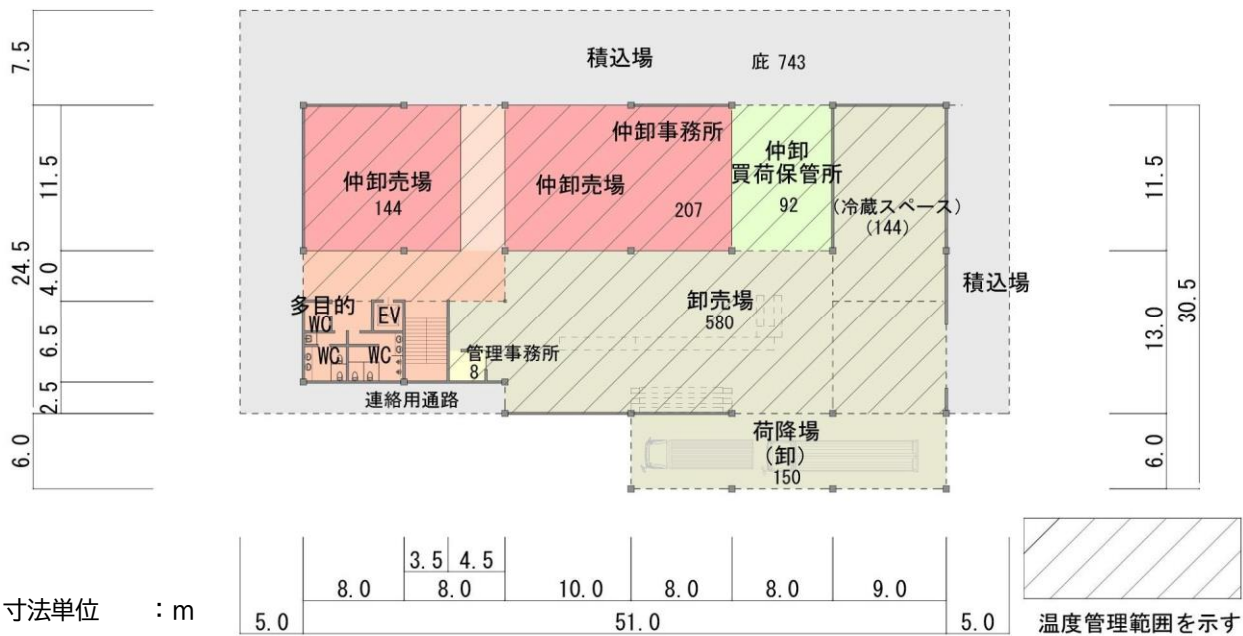 積込場
庇 743
仲卸売場
144
仲卸事務所
仲卸売場
207
仲卸
買荷保管所
92
(冷蔵スペース)
(144)
積込場
多目的
WC
EV
WC
WC
管理事務所
8
連絡用通路
卸売場
580
荷降場
(卸)
150
7.5
11.5
24.5
4.0
6.5
2.5
6.0
11.5
13.0
30.5
6.0
3.5
4.5
8.0
8.0
10.0
8.0
8.0
9.0
5.0
51.0
5.0
寸法単位 :m
温度管理範囲を示す